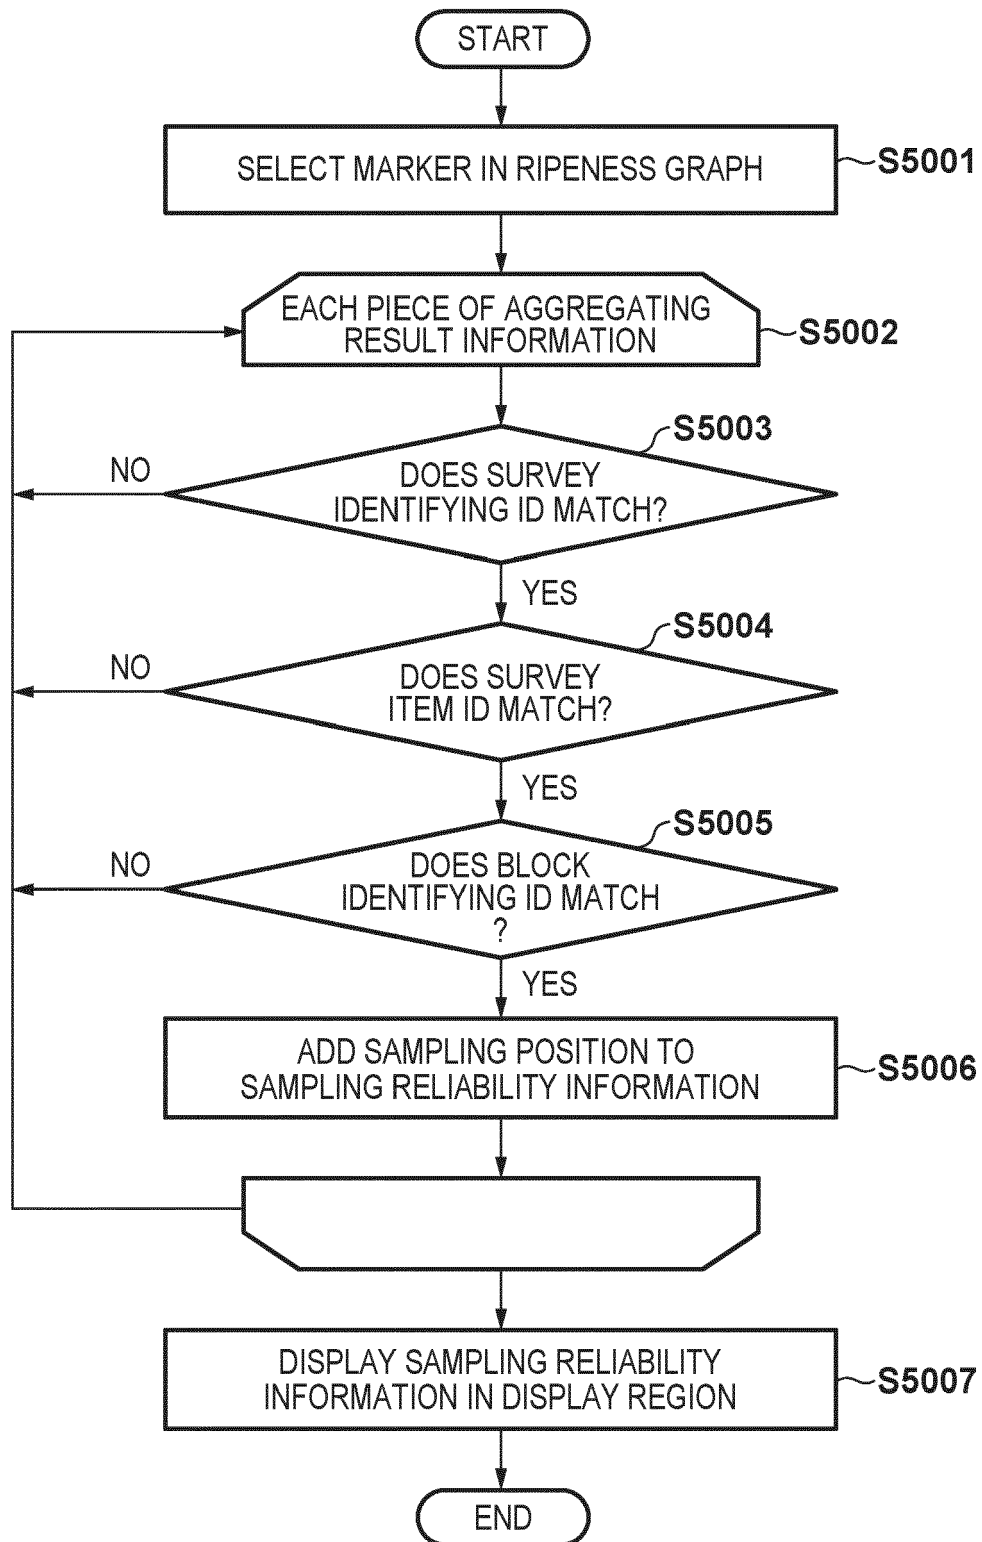 START
SELECT MARKER IN RIPENESS GRAPH
S5001
EACH PIECE OF AGGREGATING
RESULT INFORMATION
S5002
S5003
DOES SURVEY
IDENTIFYING ID MATCH?
NO
YES
S5004
DOES SURVEY
ITEM ID MATCH?
NO
YES
S5005
DOES BLOCK
IDENTIFYING ID MATCH
?
NO
YES
ADD SAMPLING POSITION TO
SAMPLING RELIABILITY INFORMATION
S5006
DISPLAY SAMPLING RELIABILITY
INFORMATION IN DISPLAY REGION
S5007
END